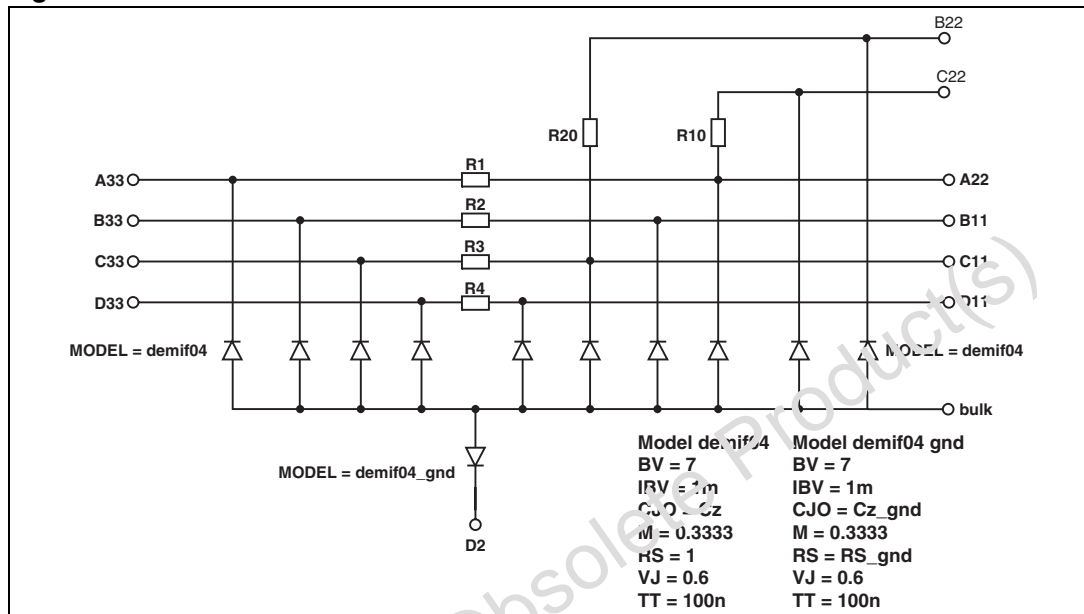 B22
C22
R20
R10
R1
A33
A22
R2
B33
B11
R3
C33
C11
R4
D33
D11
MODEL = demif04
MODEL = demif04
bulk
MODEL = demif04_gnd
D2
Model demif04
BV = 7
IBV = 1m
CJO = Cz
M = 0.3333
RS = 1
VJ = 0.6
TT = 100n
Model demif04 gnd
BV = 7
IBV = 1m
CJO = Cz_gnd
M = 0.3333
RS = RS_gnd
VJ = 0.6
TT = 100n
Obsolete Product(s)